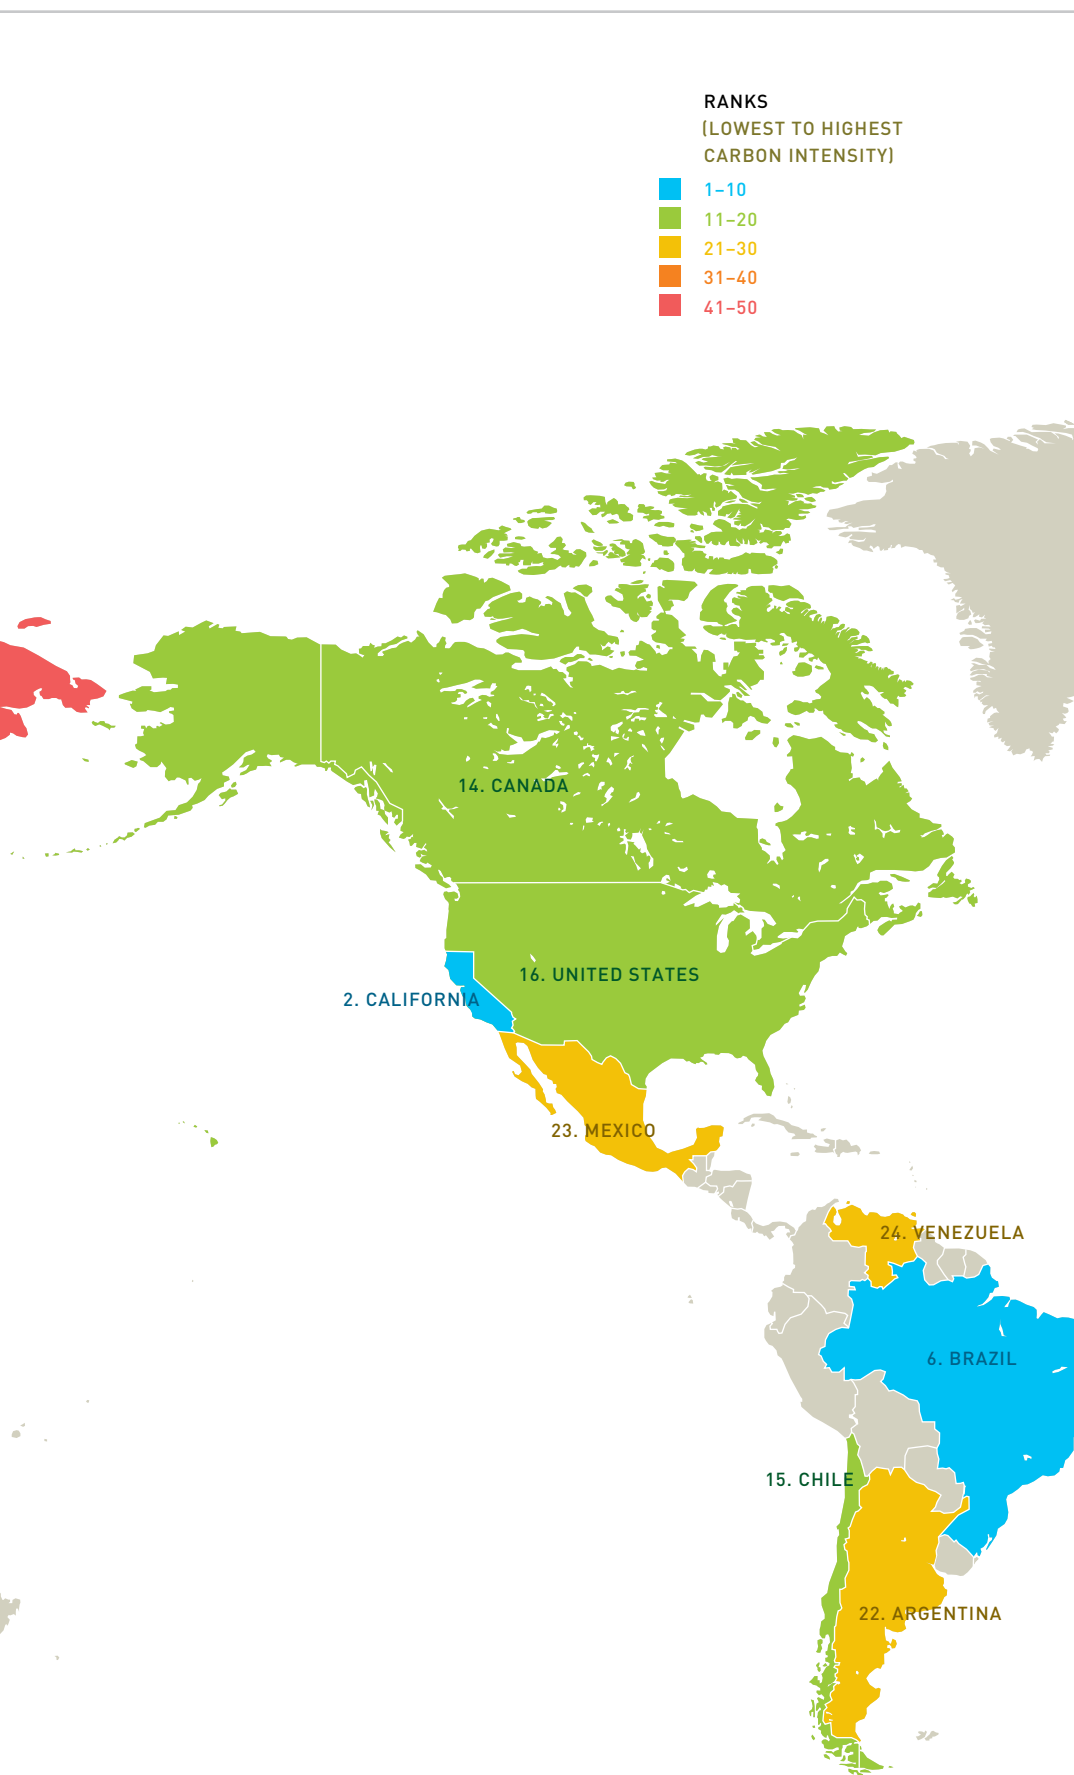 RANKS
(LOWEST TO HIGHEST
CARBON INTENSITY)
1–10
11–20
21–30
31–40
41–50
14. CANADA
16. UNITED STATES
2. CALIFORNIA
23. MEXICO
24. VENEZUELA
6. BRAZIL
15. CHILE
22. ARGENTINA